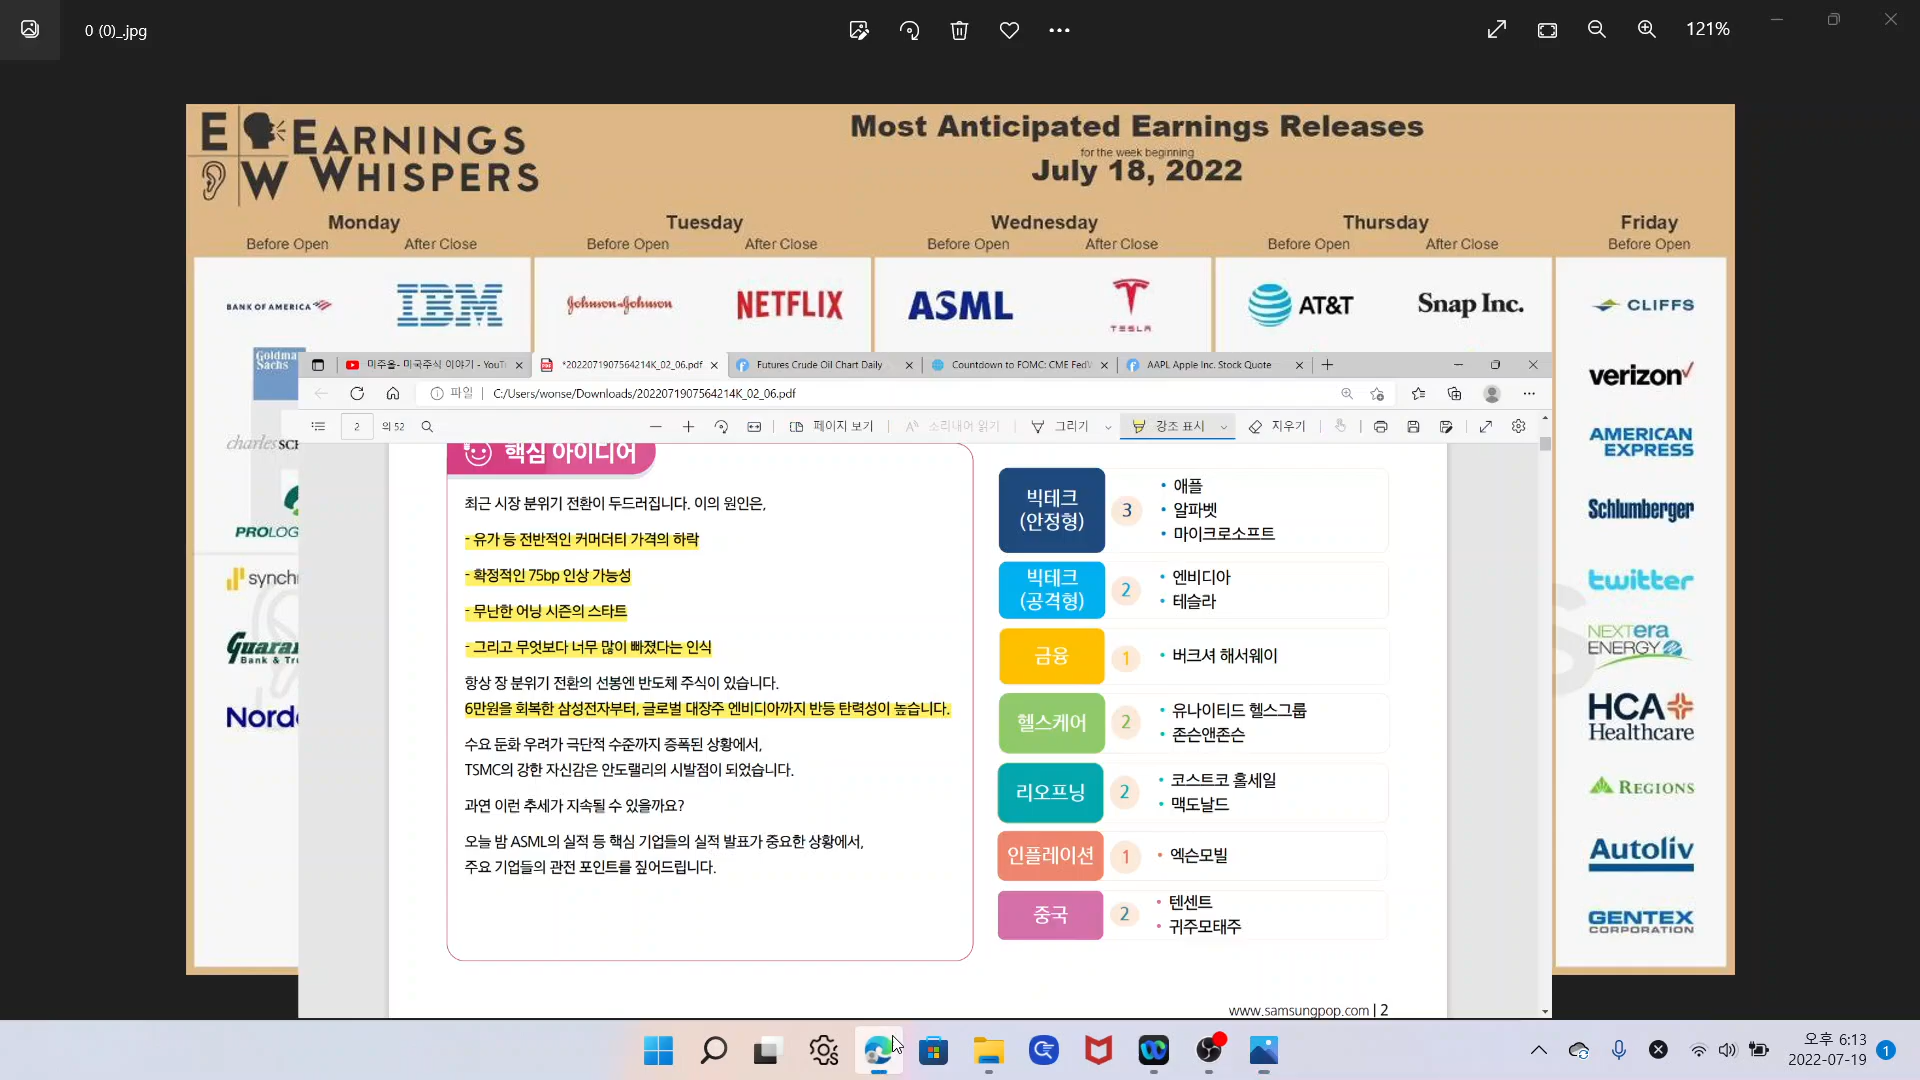 0 (0)_.jpg
121%
E EARNINGS
W WHISPERS
Most Anticipated Earnings Releases
for the week beginning
July 18, 2022
Monday Tuesday Wednesday Thursday Friday
Before Open After Close Before Open After Close Before Open After Close Before Open After Close Before Open
BANK OF AMERICA IBM Johnson & Johnson NETFLIX ASML TESLA AT&T Snap Inc. CLIFFS
Goldma
Sachs
charles SCH
PROLOG
synchr
Guaran
Bank & Tru
Norde
verizon
AMERICAN
EXPRESS
Schlumberger
twitter
NEXTera
ENERGY
HCA
Healthcare
REGIONS
Autoliv
GENTEX
CORPORATION
미주율- 미국주식 이야기 - YouT
*2022071907564214K_02_06.pdf
Futures Crude Oil Chart Daily
Countdown to FOMC: CME FedW
AAPL Apple Inc. Stock Quote
파일 C:/Users/wonse/Downloads/2022071907564214K_02_06.pdf
2 의 52 페이지 보기 소리내어 읽기 그리기 강조 표시 지우기
핵심 아이디어
최근 시장 분위기 전환이 두드러집니다. 이의 원인은,
- 유가 등 전반적인 커머더티 가격의 하락
- 확정적인 75bp 인상 가능성
- 무난한 어닝 시즌의 스타트
- 그리고 무엇보다 너무 많이 빠졌다는 인식
항상 장 분위기 전환의 선봉엔 반도체 주식이 있습니다.
6만원을 회복한 삼성전자부터, 글로벌 대장주 엔비디아까지 반등 탄력성이 높습니다.
수요 둔화 우려가 극단적 수준까지 증폭된 상황에서,
TSMC의 강한 자신감은 안도랠리의 시발점이 되었습니다.
과연 이런 추세가 지속될 수 있을까요?
오늘 밤 ASML의 실적 등 핵심 기업들의 실적 발표가 중요한 상황에서,
주요 기업들의 관전 포인트를 짚어드립니다.
빅테크
(안정형)
3
• 애플
• 알파벳
• 마이크로소프트
빅테크
(공격형)
2
• 엔비디아
• 테슬라
금융
1
• 버크셔 해서웨이
헬스케어
2
• 유나이티드 헬스그룹
• 존슨앤존슨
리오프닝
2
• 코스트코 홀세일
• 맥도날드
인플레이션
1
• 엑슨모빌
중국
2
• 텐센트
• 귀주모태주
www.samsungpop.com | 2
오후 6:13
2022-07-19
1